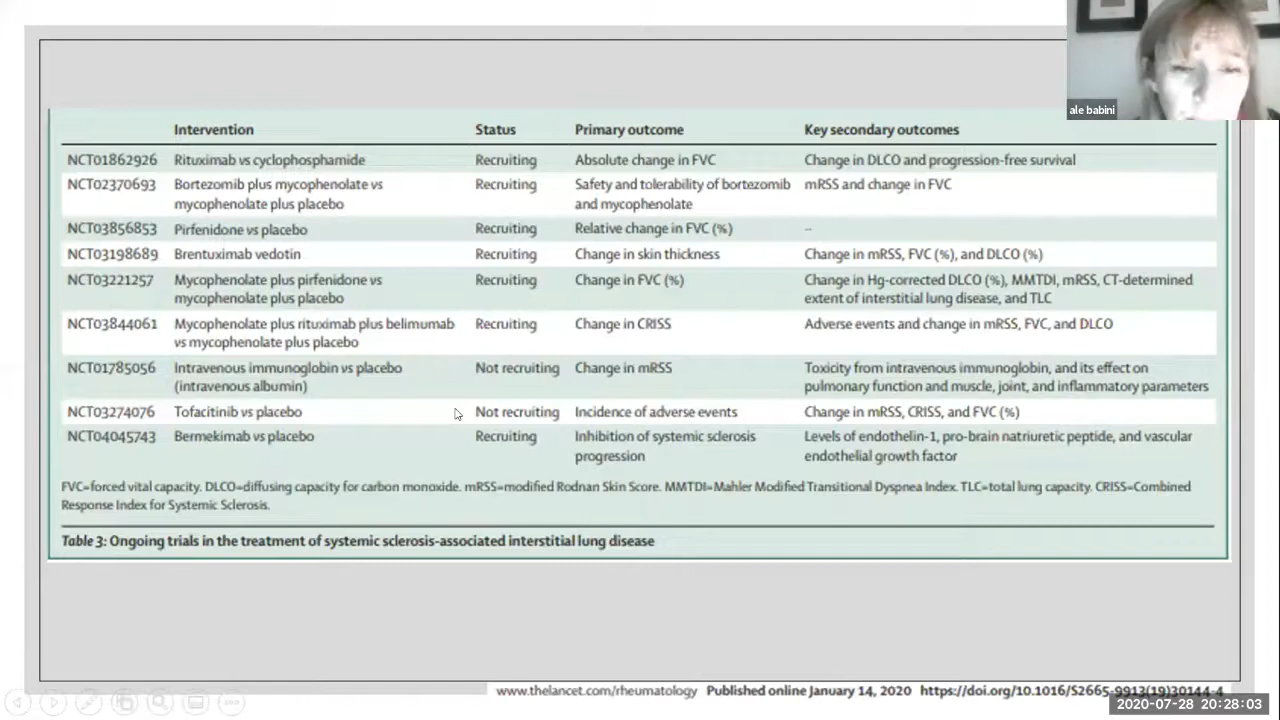 ale babini
Intervention Status Primary outcome Key secondary outcomes
NCT01862926 Rituximab vs cyclophosphamide Recruiting Absolute change in FVC Change in DLCO and progression-free survival
NCT02370693 Bortezomib plus mycophenolate vs Recruiting Safety and tolerability of bortezomib mRSS and change in FVC
mycophenolate plus placebo and mycophenolate
NCT03856853 Pirfenidone vs placebo Recruiting Relative change in FVC (%) --
NCT03198689 Brentuximab vedotin Recruiting Change in skin thickness Change in mRSS, FVC (%), and DLCO (%)
NCT03221257 Mycophenolate plus pirfenidone vs Recruiting Change in FVC (%) Change in Hg-corrected DLCO (%), MMTDI, mRSS, CT-determined
mycophenolate plus placebo extent of interstitial lung disease, and TLC
NCT03844061 Mycophenolate plus rituximab plus belimumab Recruiting Change in CRISS Adverse events and change in mRSS, FVC, and DLCO
vs mycophenolate plus placebo
NCT01785056 Intravenous immunoglobin vs placebo Not recruiting Change in mRSS Toxicity from intravenous immunoglobin, and its effect on
(intravenous albumin) pulmonary function and muscle, joint, and inflammatory parameters
NCT03274076 Tofacitinib vs placebo Not recruiting Incidence of adverse events Change in mRSS, CRISS, and FVC (%)
NCT04045743 Bermekimab vs placebo Recruiting Inhibition of systemic sclerosis Levels of endothelin-1, pro-brain natriuretic peptide, and vascular
progression endothelial growth factor
FVC=forced vital capacity. DLCO=diffusing capacity for carbon monoxide. mRSS=modified Rodnan Skin Score. MMTDI=Mahler Modified Transitional Dyspnea Index. TLC=total lung capacity. CRISS=Combined
Response Index for Systemic Sclerosis.
Table 3: Ongoing trials in the treatment of systemic sclerosis-associated interstitial lung disease
www.thelancet.com/rheumatology Published online January 14, 2020 https://doi.org/10.1016/S2665-9913(19)30144-4
2020-07-28 20:28:03